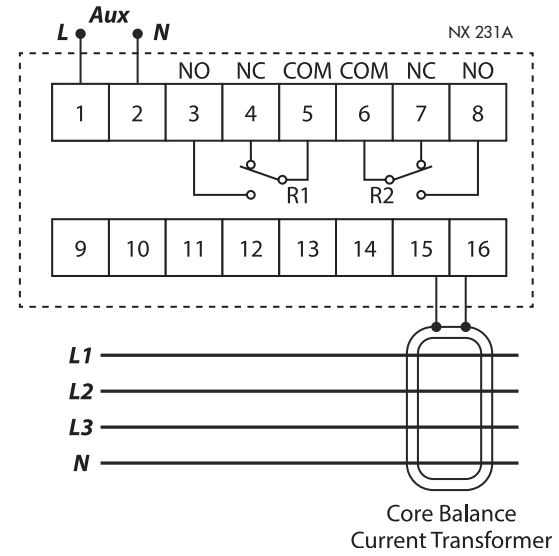 Aux
L N
NX 231A
NO NC COM COM NC NO
1 2 3 4 5 6 7 8
R1 R2
9 10 11 12 13 14 15 16
L1
L2
L3
N
Core Balance
Current Transformer